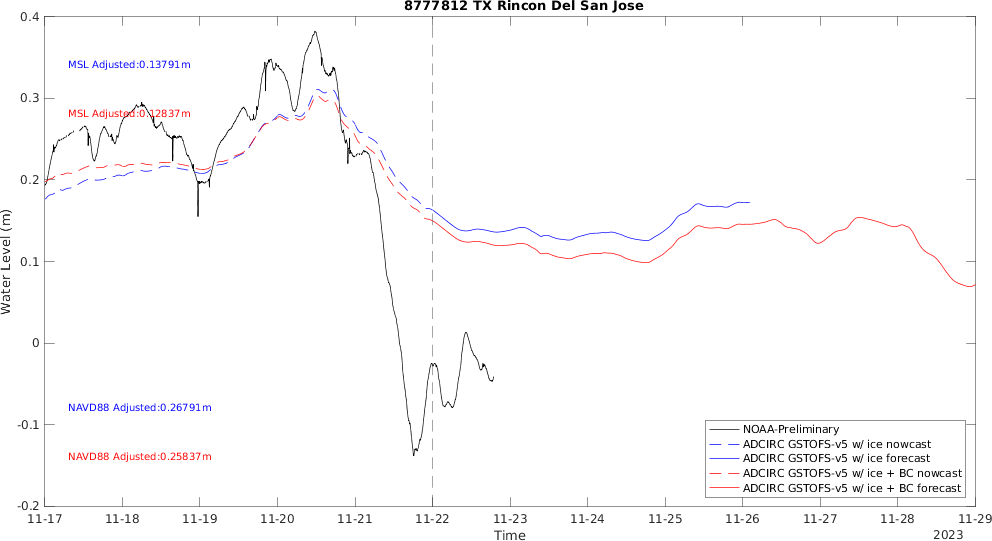 8777812 TX Rincon Del San Jose
Water Level (m)
0.4
0.3
0.2
0.1
0
-0.1
-0.2
MSL Adjusted:0.13791m
MSL Adjusted:0.12837m
NAVD88 Adjusted:0.26791m
NAVD88 Adjusted:0.25837m
NOAA-Preliminary
ADCIRC GSTOFS-v5 w/ ice nowcast
ADCIRC GSTOFS-v5 w/ ice forecast
ADCIRC GSTOFS-v5 w/ ice + BC nowcast
ADCIRC GSTOFS-v5 w/ ice + BC forecast
11-17 11-18 11-19 11-20 11-21 11-22 11-23 11-24 11-25 11-26 11-27 11-28 11-29
Time
2023